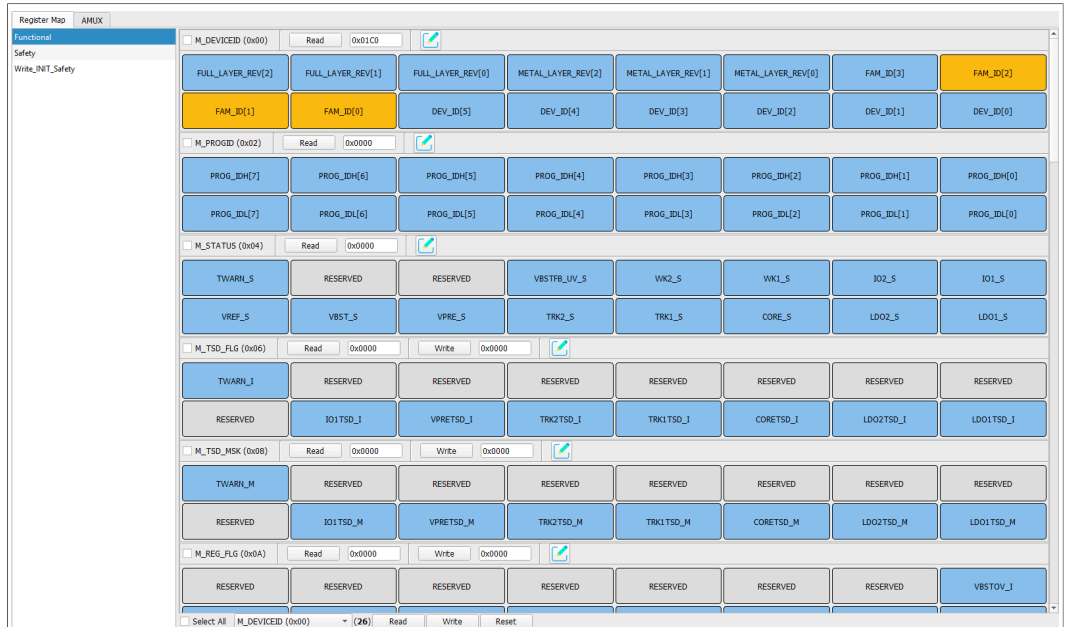 Register Map AMUX
Functional
Safety
Write_INIT_Safety
M_DEVICEID (0x00) Read 0x01C0
FULL_LAYER_REV[2] FULL_LAYER_REV[1] FULL_LAYER_REV[0] METAL_LAYER_REV[2] METAL_LAYER_REV[1] METAL_LAYER_REV[0] FAM_ID[3] FAM_ID[2]
FAM_ID[1] FAM_ID[0] DEV_ID[5] DEV_ID[4] DEV_ID[3] DEV_ID[2] DEV_ID[1] DEV_ID[0]
M_PROGID (0x02) Read 0x0000
PROG_IDH[7] PROG_IDH[6] PROG_IDH[5] PROG_IDH[4] PROG_IDH[3] PROG_IDH[2] PROG_IDH[1] PROG_IDH[0]
PROG_IDL[7] PROG_IDL[6] PROG_IDL[5] PROG_IDL[4] PROG_IDL[3] PROG_IDL[2] PROG_IDL[1] PROG_IDL[0]
M_STATUS (0x04) Read 0x0000
TWARN_S RESERVED RESERVED VBSTFB_UV_S WK2_S WK1_S IO2_S IO1_S
VREF_S VBST_S VPRE_S TRK2_S TRK1_S CORE_S LDO2_S LDO1_S
M_TSD_FLG (0x06) Read 0x0000 Write 0x0000
TWARN_I RESERVED RESERVED RESERVED RESERVED RESERVED RESERVED RESERVED
RESERVED IO1TSD_I VPRETSD_I TRK2TSD_I TRK1TSD_I CORETSD_I LDO2TSD_I LDO1TSD_I
M_TSD_MSK (0x08) Read 0x0000 Write 0x0000
TWARN_M RESERVED RESERVED RESERVED RESERVED RESERVED RESERVED RESERVED
RESERVED IO1TSD_M VPRETSD_M TRK2TSD_M TRK1TSD_M CORETSD_M LDO2TSD_M LDO1TSD_M
M_REG_FLG (0x0A) Read 0x0000 Write 0x0000
RESERVED RESERVED RESERVED RESERVED RESERVED RESERVED RESERVED VBSTOV_I
Select All M_DEVICEID (0x00) (26) Read Write Reset